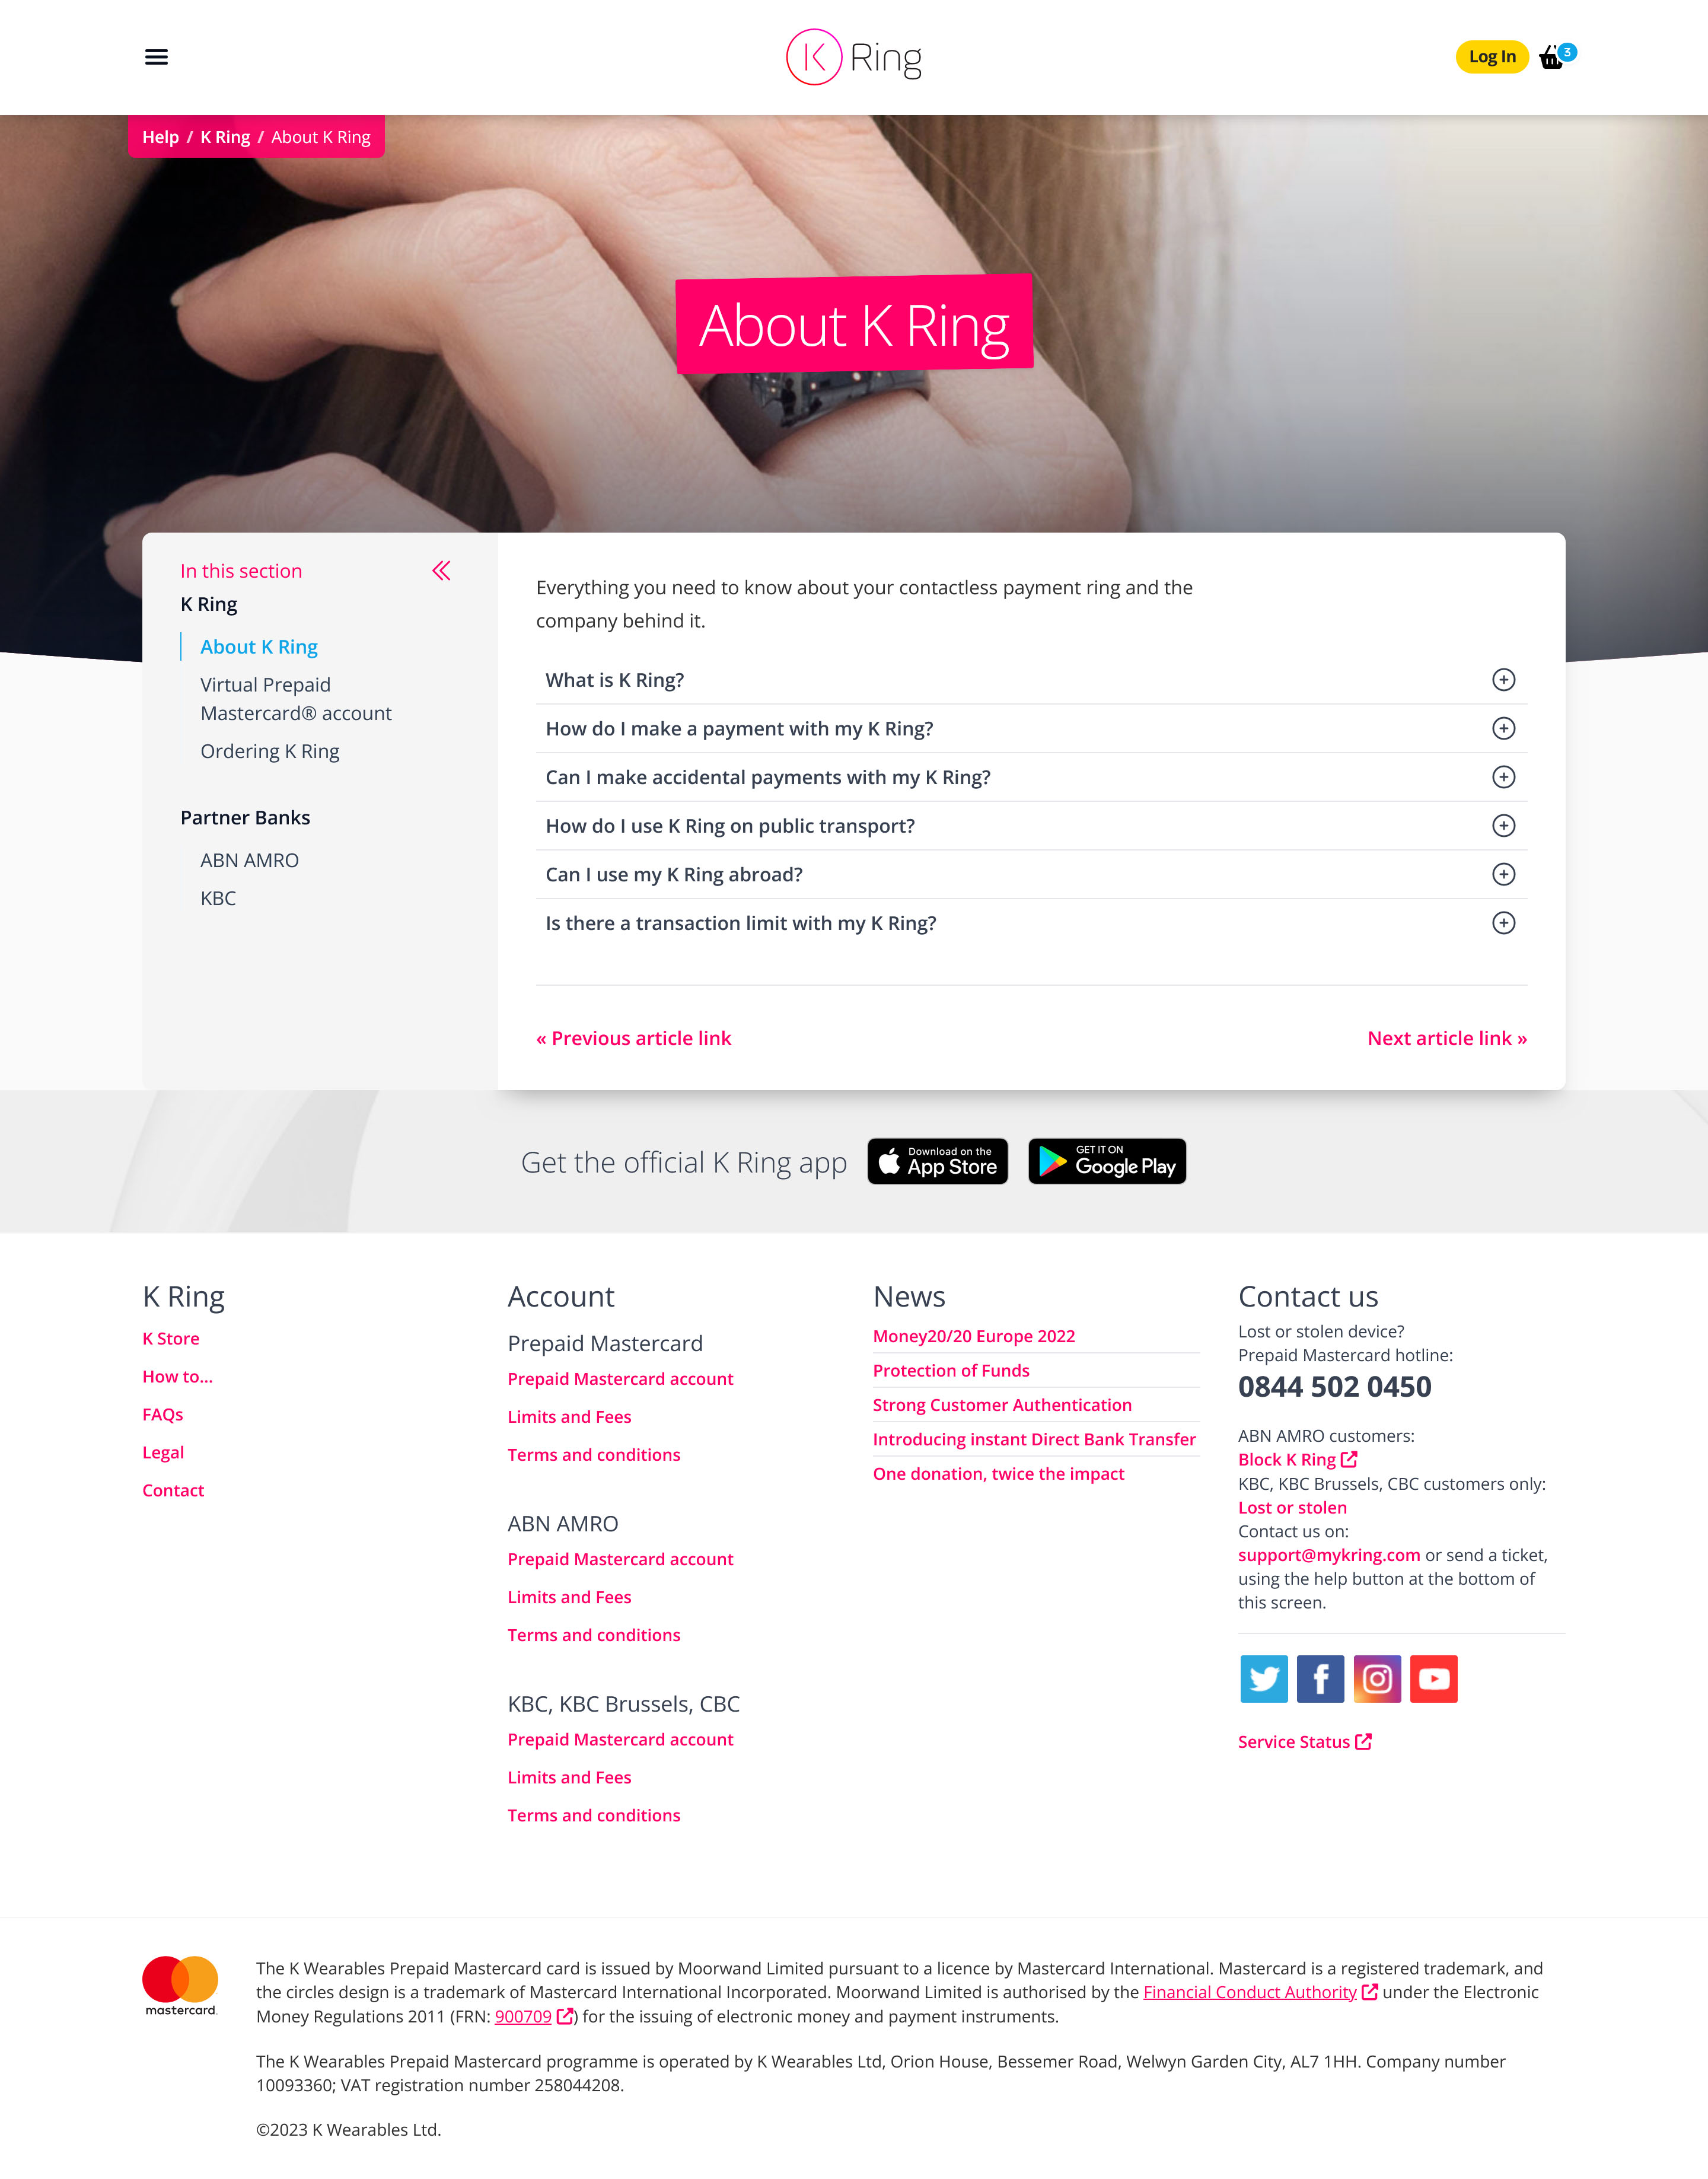 K Ring
Log In
3
Help / K Ring / About K Ring
About K Ring
In this section
K Ring
About K Ring
Virtual Prepaid
Mastercard® account
Ordering K Ring
Partner Banks
ABN AMRO
KBC
Everything you need to know about your contactless payment ring and the
company behind it.
What is K Ring?
How do I make a payment with my K Ring?
Can I make accidental payments with my K Ring?
How do I use K Ring on public transport?
Can I use my K Ring abroad?
Is there a transaction limit with my K Ring?
« Previous article link
Next article link »
Get the official K Ring app
Download on the
App Store
GET IT ON
Google Play
K Ring
K Store
How to...
FAQs
Legal
Contact
Account
Prepaid Mastercard
Prepaid Mastercard account
Limits and Fees
Terms and conditions
ABN AMRO
Prepaid Mastercard account
Limits and Fees
Terms and conditions
KBC, KBC Brussels, CBC
Prepaid Mastercard account
Limits and Fees
Terms and conditions
News
Money20/20 Europe 2022
Protection of Funds
Strong Customer Authentication
Introducing instant Direct Bank Transfer
One donation, twice the impact
Contact us
Lost or stolen device?
Prepaid Mastercard hotline:
0844 502 0450
ABN AMRO customers:
Block K Ring
KBC, KBC Brussels, CBC customers only:
Lost or stolen
Contact us on:
support@mykring.com or send a ticket,
using the help button at the bottom of
this screen.
Service Status
mastercard.
The K Wearables Prepaid Mastercard card is issued by Moorwand Limited pursuant to a licence by Mastercard International. Mastercard is a registered trademark, and
the circles design is a trademark of Mastercard International Incorporated. Moorwand Limited is authorised by the Financial Conduct Authority under the Electronic
Money Regulations 2011 (FRN: 900709 ) for the issuing of electronic money and payment instruments.
The K Wearables Prepaid Mastercard programme is operated by K Wearables Ltd, Orion House, Bessemer Road, Welwyn Garden City, AL7 1HH. Company number
10093360; VAT registration number 258044208.
©2023 K Wearables Ltd.